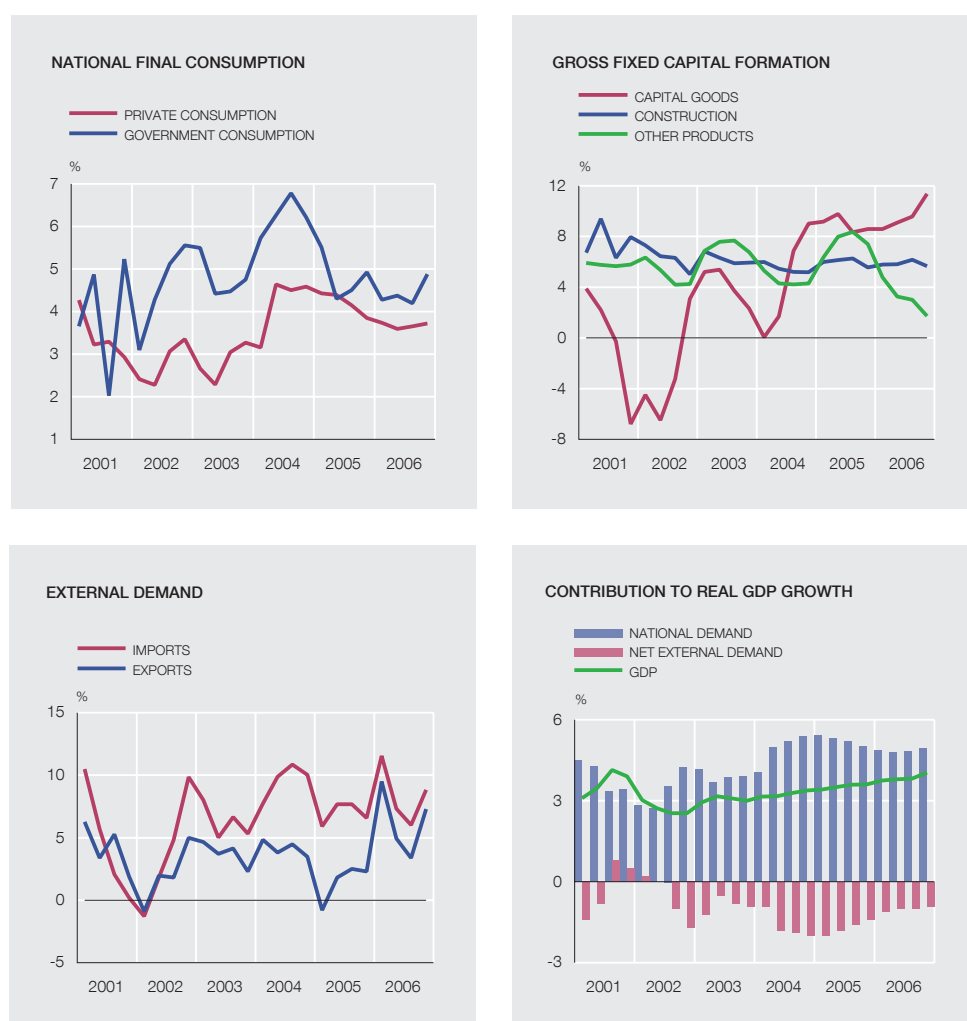 NATIONAL FINAL CONSUMPTION
PRIVATE CONSUMPTION
GOVERNMENT CONSUMPTION
%
7
6
5
4
3
2
1
2001 2002 2003 2004 2005 2006
GROSS FIXED CAPITAL FORMATION
CAPITAL GOODS
CONSTRUCTION
OTHER PRODUCTS
%
12
8
4
0
-4
-8
2001 2002 2003 2004 2005 2006
EXTERNAL DEMAND
IMPORTS
EXPORTS
%
15
10
5
0
-5
2001 2002 2003 2004 2005 2006
CONTRIBUTION TO REAL GDP GROWTH
NATIONAL DEMAND
NET EXTERNAL DEMAND
GDP
%
6
3
0
-3
2001 2002 2003 2004 2005 2006